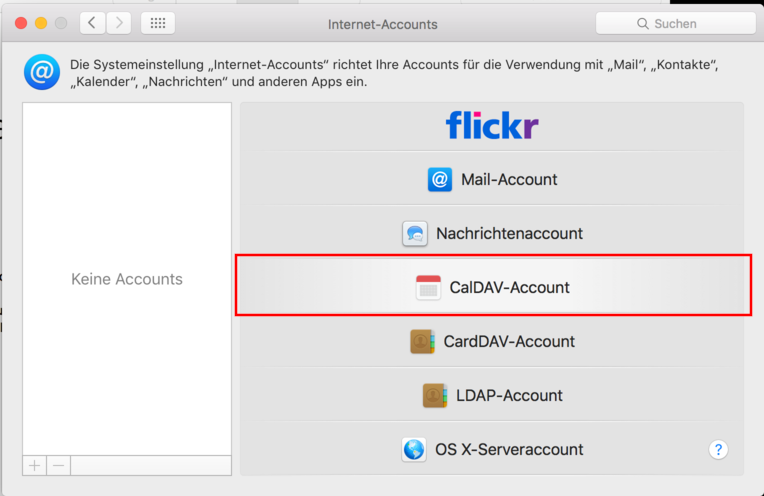 Internet-Accounts
Suchen
Die Systemeinstellung „Internet-Accounts“ richtet Ihre Accounts für die Verwendung mit „Mail“, „Kontakte“,
„Kalender“, „Nachrichten“ und anderen Apps ein.
Keine Accounts
flickr
Mail-Account
Nachrichtenaccount
CalDAV-Account
CardDAV-Account
LDAP-Account
OS X-Serveraccount
?